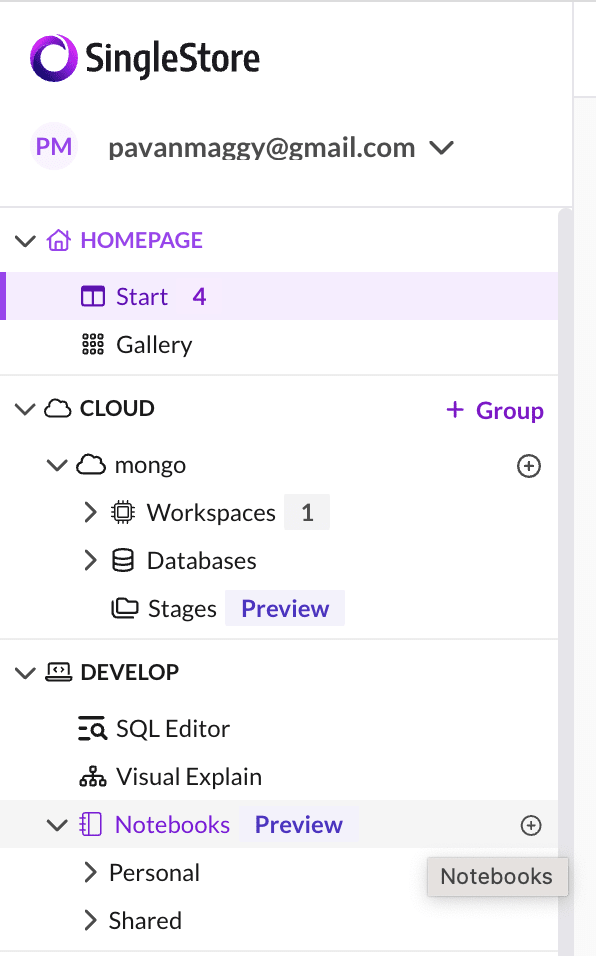 SingleStore
PM pavanmaggy@gmail.com
HOMEPAGE
Start 4
Gallery
CLOUD + Group
mongo
Workspaces 1
Databases
Stages Preview
DEVELOP
SQL Editor
Visual Explain
Notebooks Preview
Personal
Notebooks
Shared